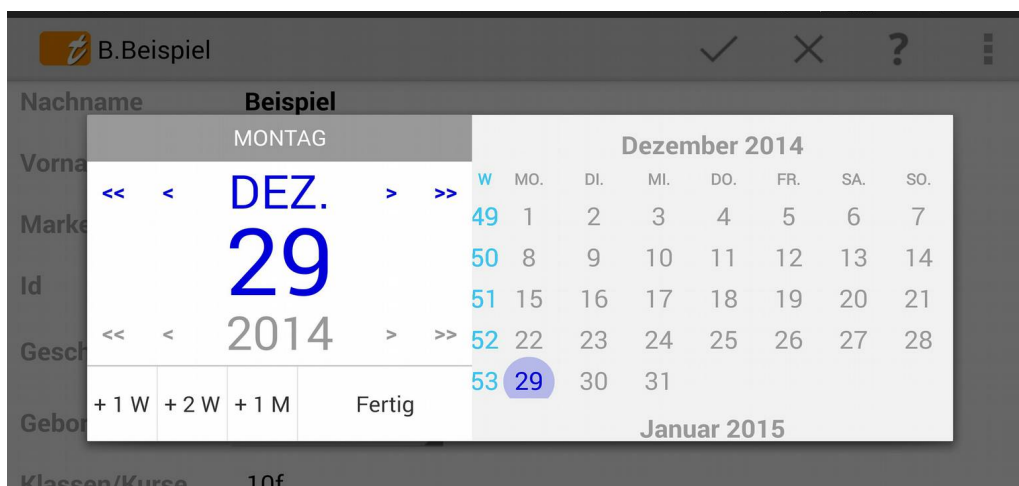 B.Beispiel ?
Nachname Beispiel
Vorna
Marke
Id
Gesch
Gebor
Klassen/Kurse 10f
MONTAG
<< < DEZ. > >>
29
<< < 2014 > >>
+ 1 W + 2 W + 1 M Fertig
Dezember 2014
W MO. DI. MI. DO. FR. SA. SO.
49 1 2 3 4 5 6 7
50 8 9 10 11 12 13 14
51 15 16 17 18 19 20 21
52 22 23 24 25 26 27 28
53 29 30 31
Januar 2015